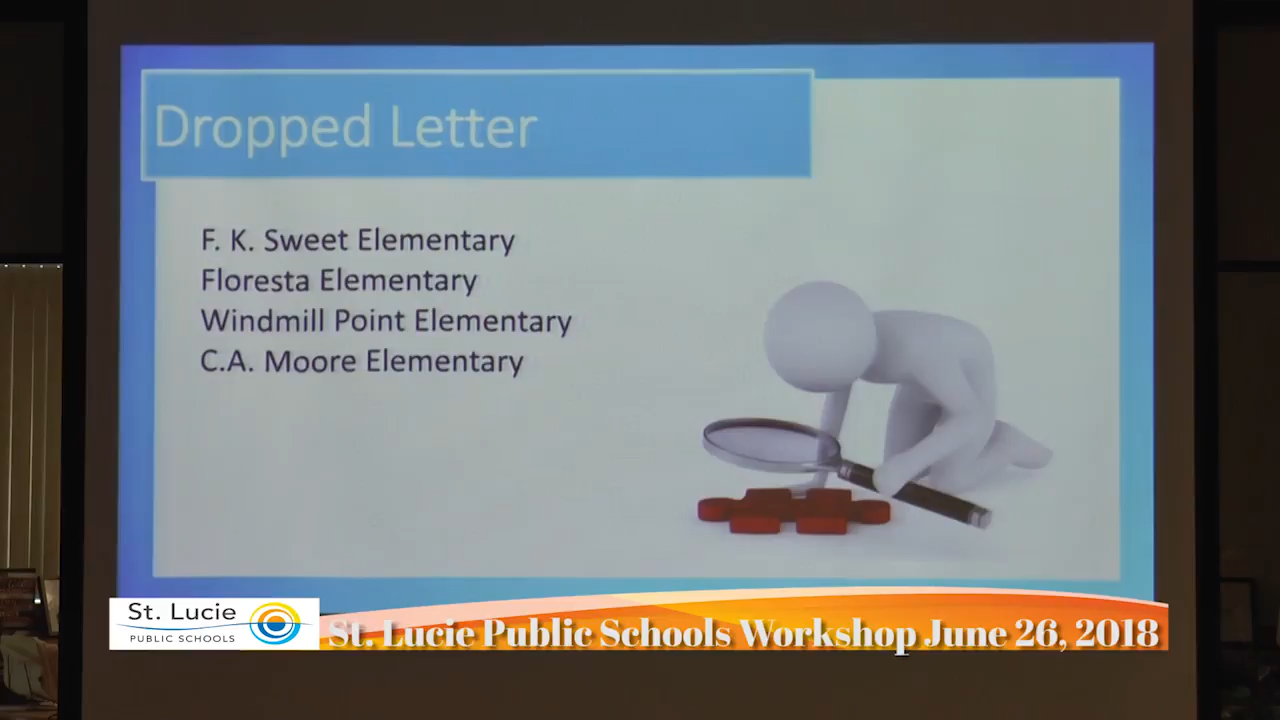 Dropped Letter
F. K. Sweet Elementary
Floresta Elementary
Windmill Point Elementary
C.A. Moore Elementary
St. Lucie
PUBLIC SCHOOLS
St. Lucie Public Schools Workshop June 26, 2018